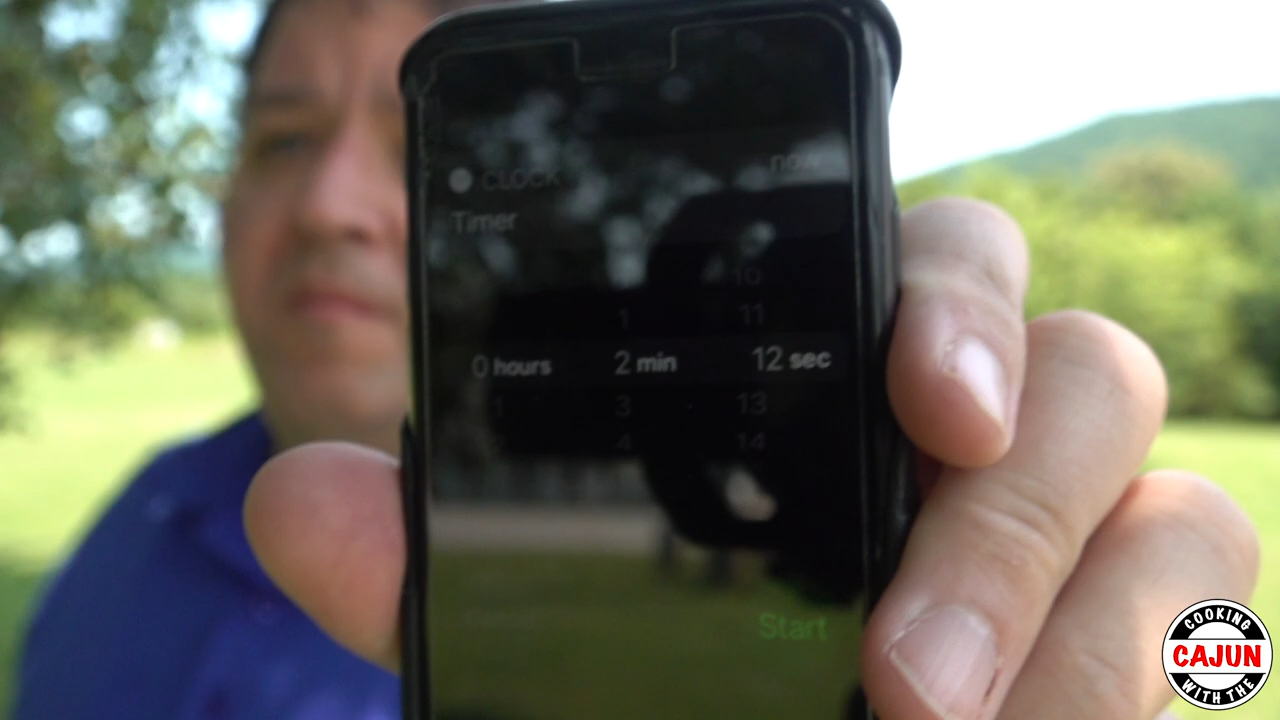 now
CLOCK
Timer
10
1 11
0 hours 2 min 12 sec
1 3 13
4 14
Start
COOKING
CAJUN
WITH THE